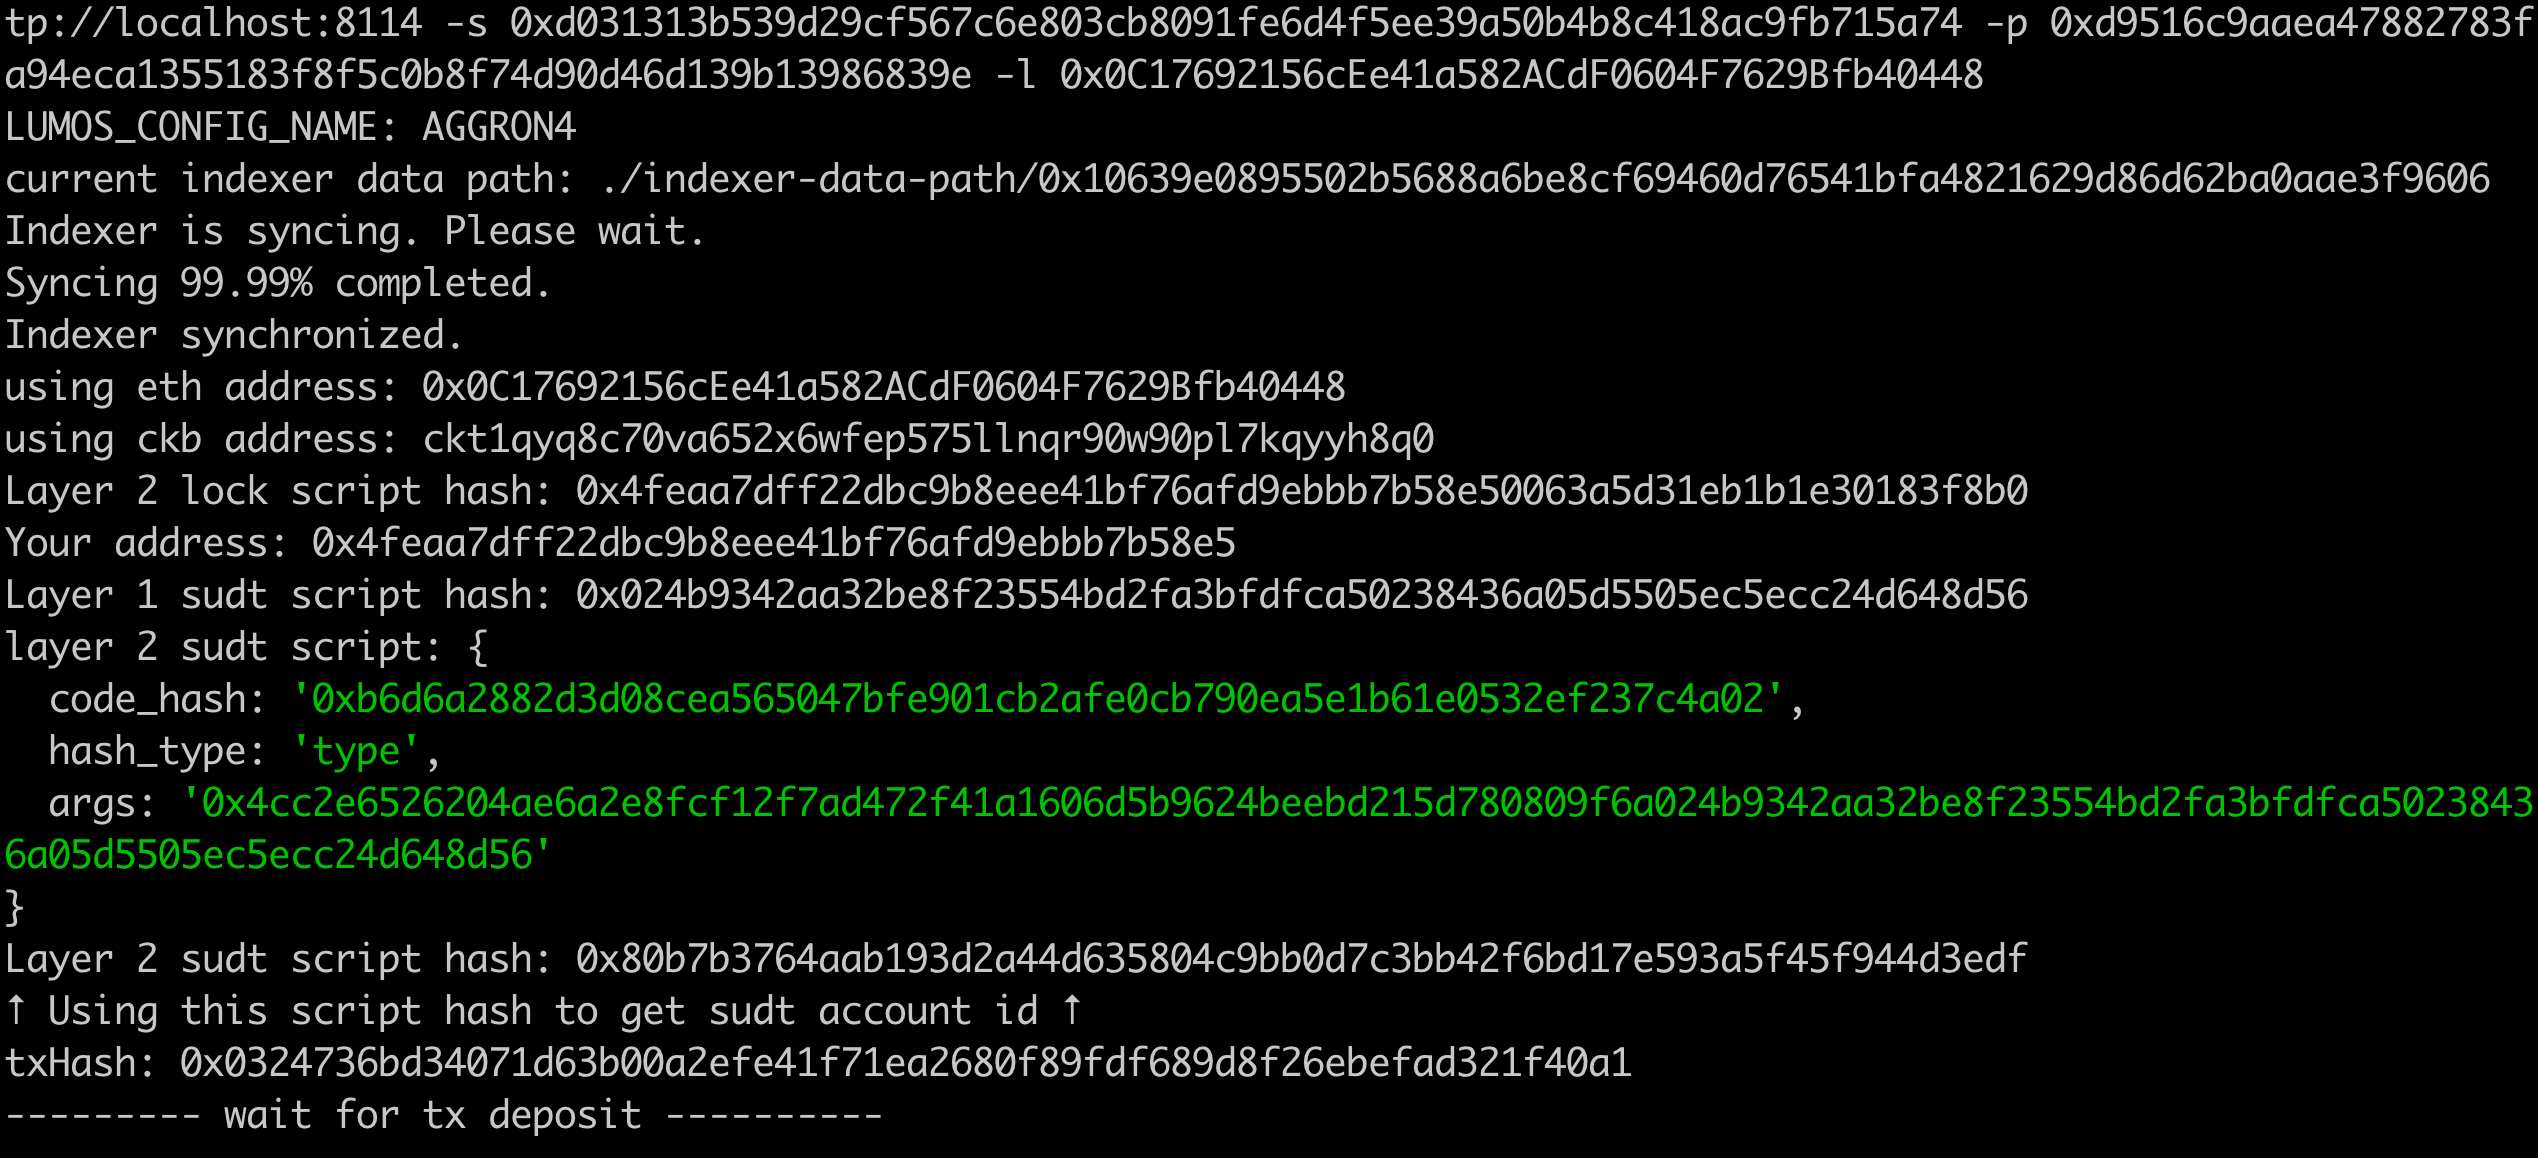 tp://localhost:8114 -s 0xd031313b539d29cf567c6e803cb8091fe6d4f5ee39a50b4b8c418ac9fb715a74 -p 0xd9516c9aaea47882783f
a94eca1355183f8f5c0b8f74d90d46d139b13986839e -l 0x0C17692156cEe41a582ACdF0604F7629Bfb40448
LUMOS_CONFIG_NAME: AGGRON4
current indexer data path: ./indexer-data-path/0x10639e0895502b5688a6be8cf69460d76541bfa4821629d86d62ba0aae3f9606
Indexer is syncing. Please wait.
Syncing 99.99% completed.
Indexer synchronized.
using eth address: 0x0C17692156cEe41a582ACdF0604F7629Bfb40448
using ckb address: ckt1qyq8c70va652x6wfep575llnqr90w90pl7kqyyh8q0
Layer 2 lock script hash: 0x4feaa7dff22dbc9b8eee41bf76afd9ebbb7b58e50063a5d31eb1b1e30183f8b0
Your address: 0x4feaa7dff22dbc9b8eee41bf76afd9ebbb7b58e5
Layer 1 sudt script hash: 0x024b9342aa32be8f23554bd2fa3bfdfca50238436a05d5505ec5ecc24d648d56
layer 2 sudt script: {
  code_hash: '0xb6d6a2882d3d08cea565047bfe901cb2afe0cb790ea5e1b61e0532ef237c4a02',
  hash_type: 'type',
  args: '0x4cc2e6526204ae6a2e8fcf12f7ad472f41a1606d5b9624beebd215d780809f6a024b9342aa32be8f23554bd2fa3bfdfca5023843
6a05d5505ec5ecc24d648d56'
}
Layer 2 sudt script hash: 0x80b7b3764aab193d2a44d635804c9bb0d7c3bb42f6bd17e593a5f45f944d3edf
↑ Using this script hash to get sudt account id ↑
txHash: 0x0324736bd34071d63b00a2efe41f71ea2680f89fdf689d8f26ebefad321f40a1
--------- wait for tx deposit ----------